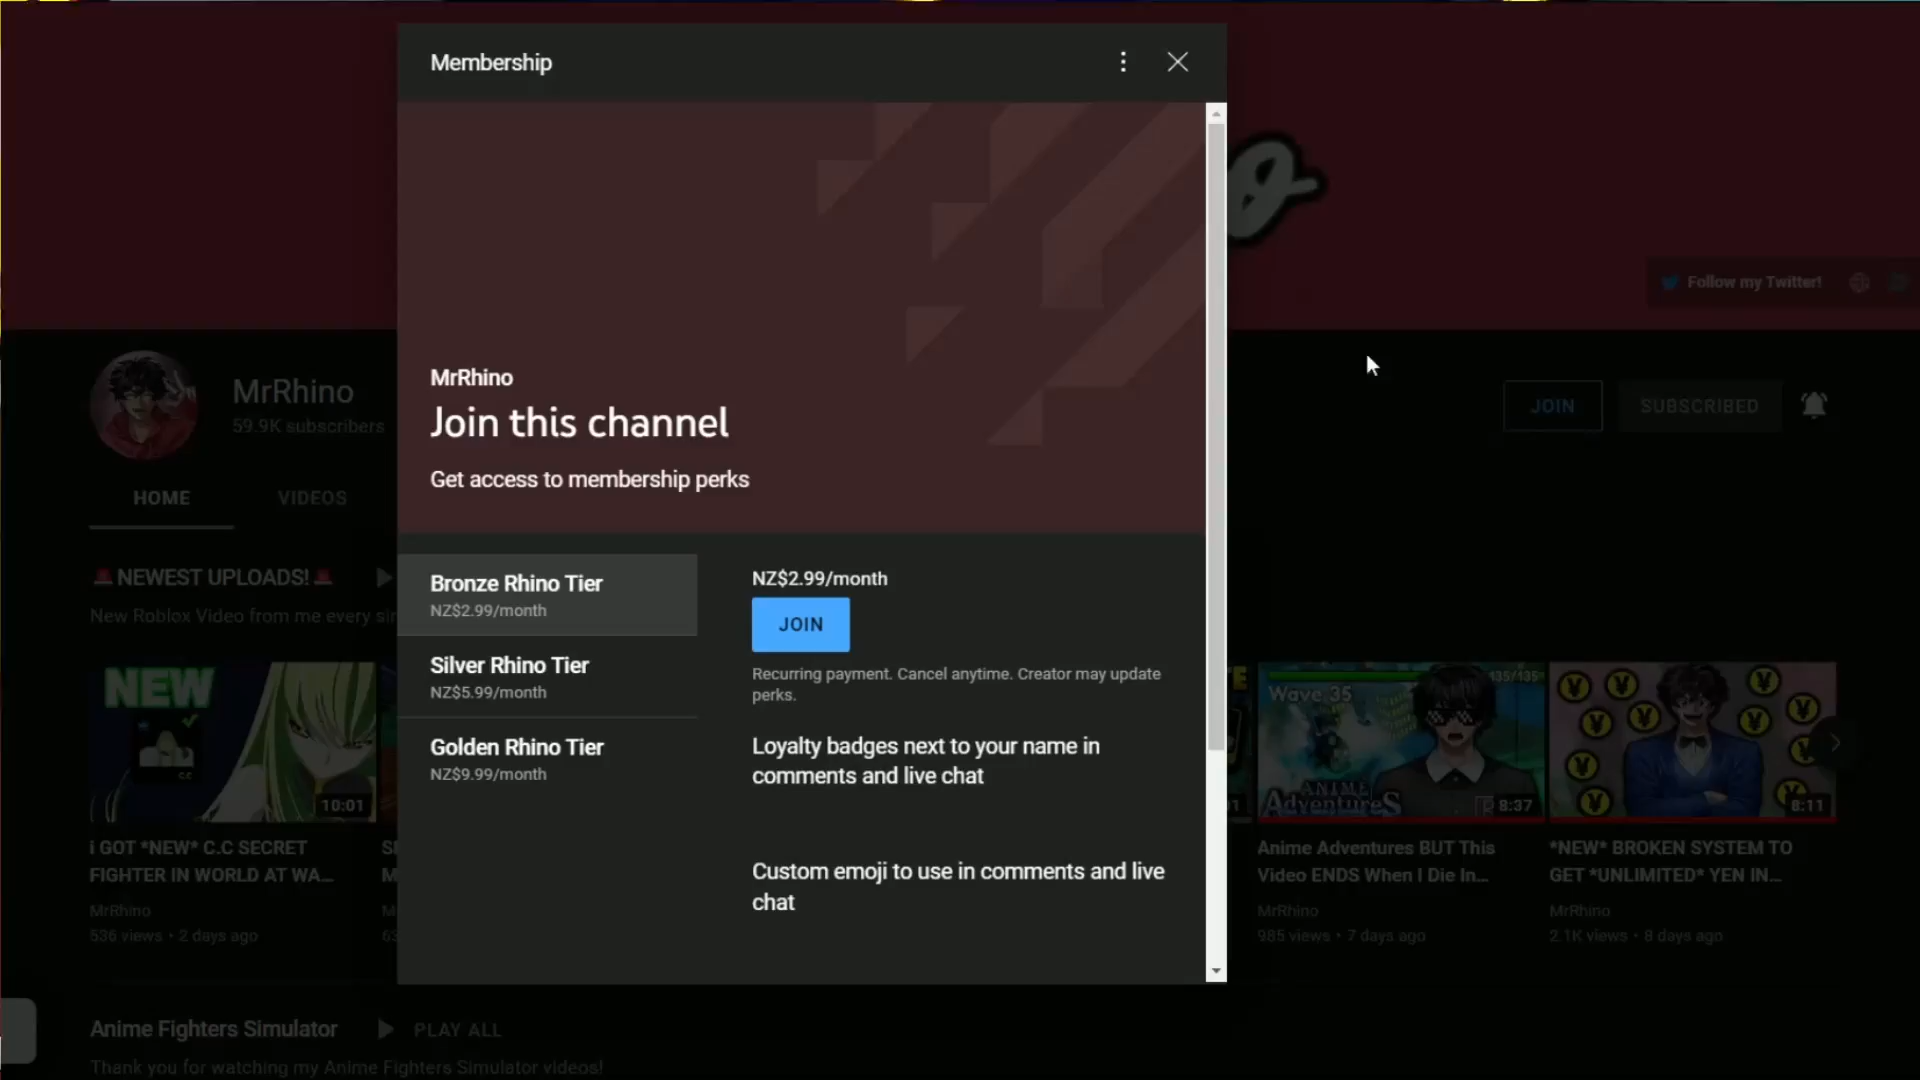 Membership
Follow my Twitter!
MrRhino
Join this channel
Get access to membership perks
MrRhino
59.9K subscribers
JOIN
SUBSCRIBED
HOME
VIDEOS
Bronze Rhino Tier
NZ$2.99/month
Silver Rhino Tier
NZ$5.99/month
Golden Rhino Tier
NZ$9.99/month
NZ$2.99/month
JOIN
Recurring payment. Cancel anytime. Creator may update
perks.
Loyalty badges next to your name in
comments and live chat
Custom emoji to use in comments and live
chat
NEWEST UPLOADS!
New Roblox Video from me every
NEW
10:01
i GOT *NEW* C.C SECRET
FIGHTER IN WORLD AT WA...
MrRhino
536 views • 2 days ago
Wave 35
435/435
ANIME
AdventureS
8:37
Anime Adventures BUT This
Video ENDS When I Die In...
MrRhino
985 views • 7 days ago
8:11
*NEW* BROKEN SYSTEM TO
GET *UNLIMITED* YEN IN...
MrRhino
2.1K views • 8 days ago
Anime Fighters Simulator
PLAY ALL
Thank you for watching my Anime Fighters Simulator videos!